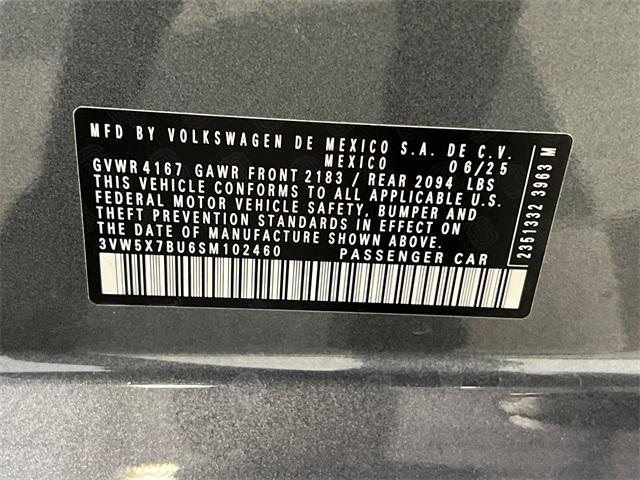 MFD BY VOLKSWAGEN DE MEXICO S.A. DE C.V.
MEXICO 06/25
GVWR 4167 GAWR FRONT 2183 / REAR 2094 LBS
THIS VEHICLE CONFORMS TO ALL APPLICABLE U.S.
FEDERAL MOTOR VEHICLE SAFETY, BUMPER AND
THEFT PREVENTION STANDARDS IN EFFECT ON
THE DATE OF MANUFACTURE SHOWN ABOVE.
3VW5X7BU6SM102460 PASSENGER CAR
2351332 3963 M